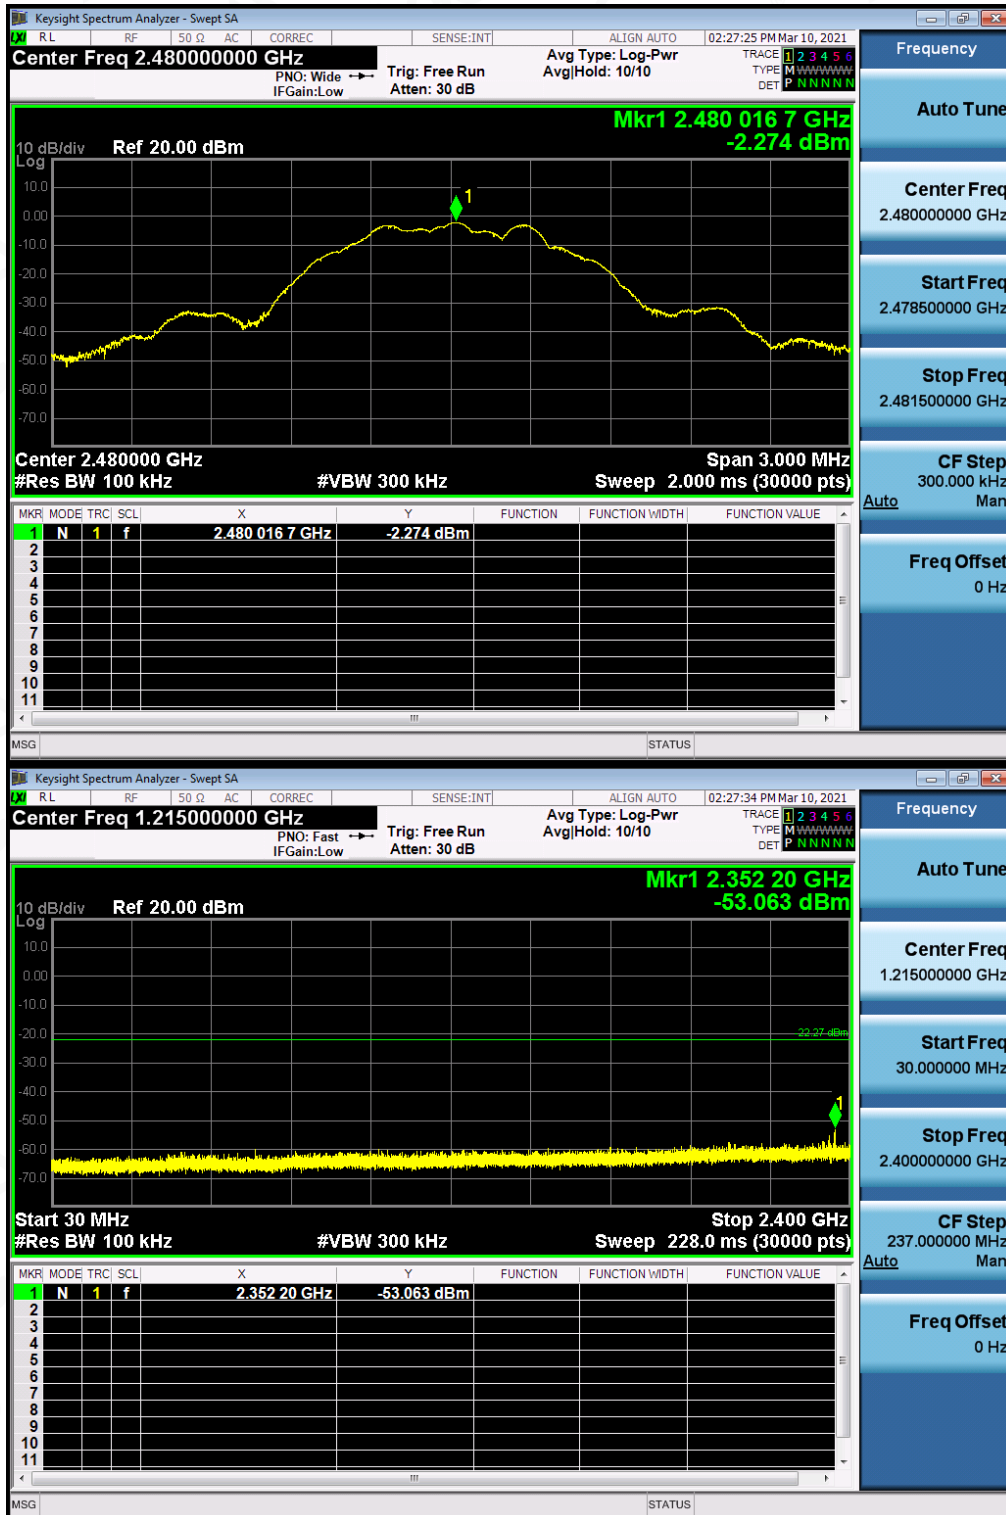 Keysight Spectrum Analyzer - Swept SA
LXI RL RF 50 Ω AC CORREC SENSE:INT ALIGN AUTO 02:27:25 PM Mar 10, 2021
Center Freq 2.480000000 GHz
PNO: Wide
IFGain:Low
Trig: Free Run
Atten: 30 dB
Avg Type: Log-Pwr
Avg|Hold: 10/10
TRACE 1 2 3 4 5 6
TYPE M WWWWW
DET P N N N N N
Mkr1 2.480 016 7 GHz
-2.274 dBm
10 dB/div Ref 20.00 dBm
Log
10.0
0.00
-10.0
-20.0
-30.0
-40.0
-50.0
-60.0
-70.0
1
Center 2.480000 GHz Span 3.000 MHz
#Res BW 100 kHz #VBW 300 kHz Sweep 2.000 ms (30000 pts)
MKR MODE TRC SCL X Y FUNCTION FUNCTION WIDTH FUNCTION VALUE
1 N 1 f 2.480 016 7 GHz -2.274 dBm
2
3
4
5
6
7
8
9
10
11
MSG STATUS
Frequency
Auto Tune
Center Freq
2.480000000 GHz
Start Freq
2.478500000 GHz
Stop Freq
2.481500000 GHz
CF Step
300.000 kHz
Auto Man
Freq Offset
0 Hz
Keysight Spectrum Analyzer - Swept SA
LXI RL RF 50 Ω AC CORREC SENSE:INT ALIGN AUTO 02:27:34 PM Mar 10, 2021
Center Freq 1.215000000 GHz
PNO: Fast
IFGain:Low
Trig: Free Run
Atten: 30 dB
Avg Type: Log-Pwr
Avg|Hold: 10/10
TRACE 1 2 3 4 5 6
TYPE M WWWWW
DET P N N N N N
Mkr1 2.352 20 GHz
-53.063 dBm
10 dB/div Ref 20.00 dBm
Log
10.0
0.00
-10.0
-20.0
-30.0
-40.0
-50.0
-60.0
-70.0
-22.27 dBm
1
Start 30 MHz Stop 2.400 GHz
#Res BW 100 kHz #VBW 300 kHz Sweep 228.0 ms (30000 pts)
MKR MODE TRC SCL X Y FUNCTION FUNCTION WIDTH FUNCTION VALUE
1 N 1 f 2.352 20 GHz -53.063 dBm
2
3
4
5
6
7
8
9
10
11
MSG STATUS
Frequency
Auto Tune
Center Freq
1.215000000 GHz
Start Freq
30.000000 MHz
Stop Freq
2.400000000 GHz
CF Step
237.000000 MHz
Auto Man
Freq Offset
0 Hz